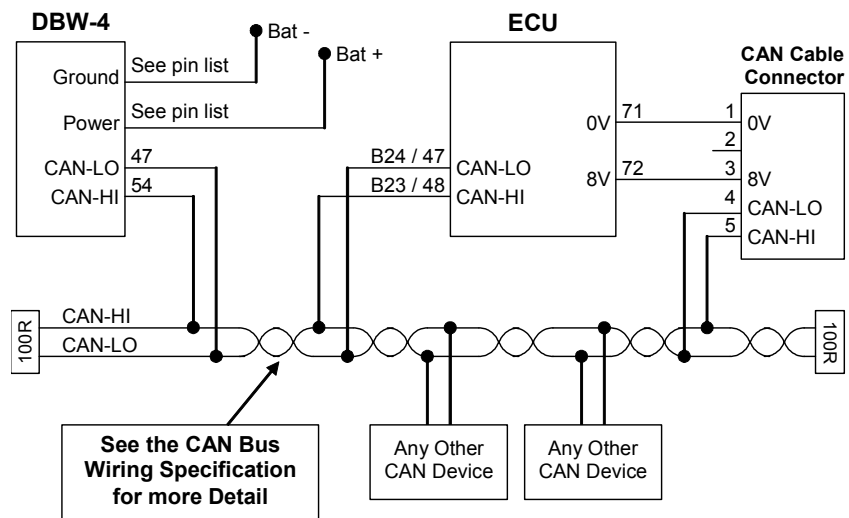 DBW-4
Bat -
Bat +
Ground
See pin list
Power
See pin list
CAN-LO
47
CAN-HI
54
ECU
0V
71
8V
72
B24 / 47
CAN-LO
B23 / 48
CAN-HI
CAN Cable
Connector
1
0V
2
3
8V
4
CAN-LO
5
CAN-HI
100R
CAN-HI
CAN-LO
100R
See the CAN Bus
Wiring Specification
for more Detail
Any Other
CAN Device
Any Other
CAN Device